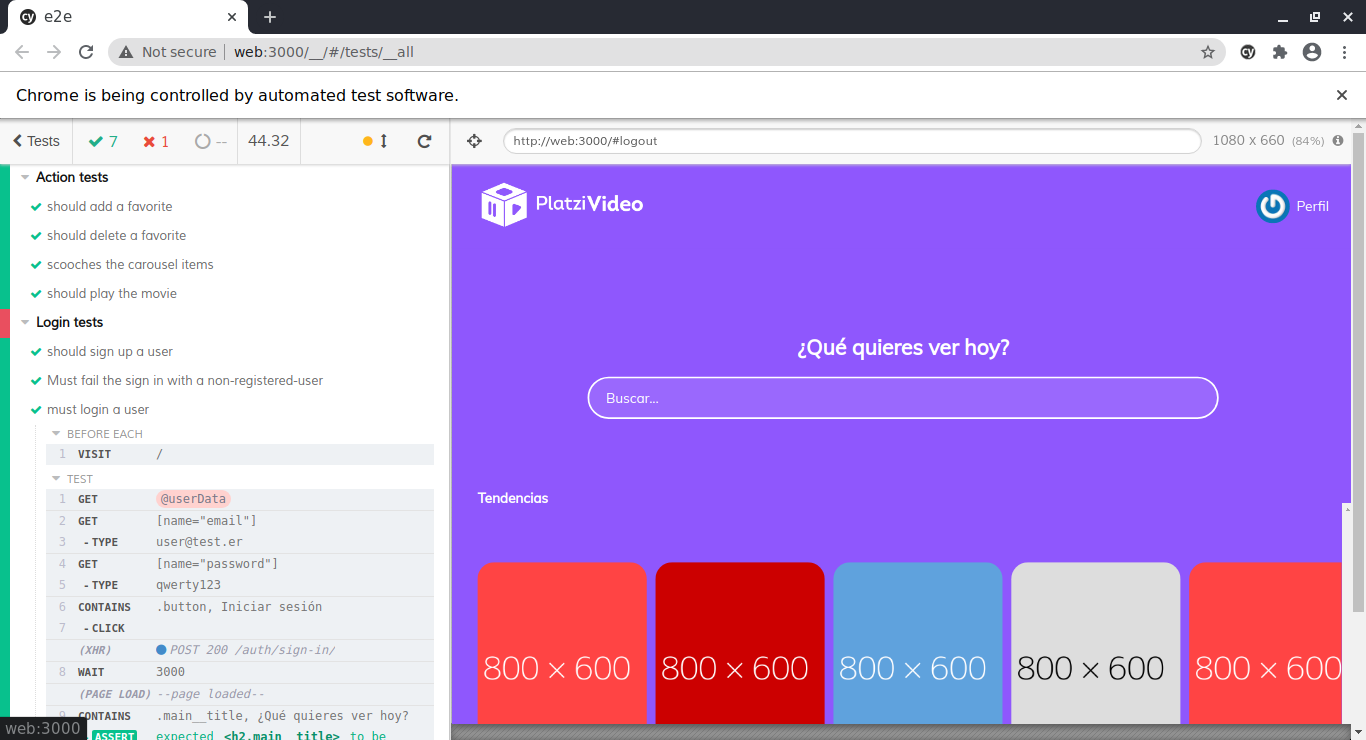 e2e
Not secure web:3000/__/#/tests/__all
Chrome is being controlled by automated test software.
Tests 7 1 -- 44.32
http://web:3000/#logout 1080 x 660 (84%)
Action tests
should add a favorite
should delete a favorite
scooches the carousel items
should play the movie
Login tests
should sign up a user
Must fail the sign in with a non-registered-user
must login a user
BEFORE EACH
1 VISIT /
TEST
1 GET @userData
2 GET [name="email"]
3 -TYPE user@test.er
4 GET [name="password"]
5 -TYPE qwerty123
6 CONTAINS .button, Iniciar sesión
7 -CLICK
(XHR) POST 200 /auth/sign-in/
8 WAIT 3000
(PAGE LOAD) --page loaded--
9 CONTAINS .main__title, ¿Qué quieres ver hoy?
ASSERT expected <h2.main__title> to be
web:3000
PlatziVideo
Perfil
¿Qué quieres ver hoy?
Buscar...
Tendencias
800 × 600
800 × 600
800 × 600
800 × 600
800 × 600